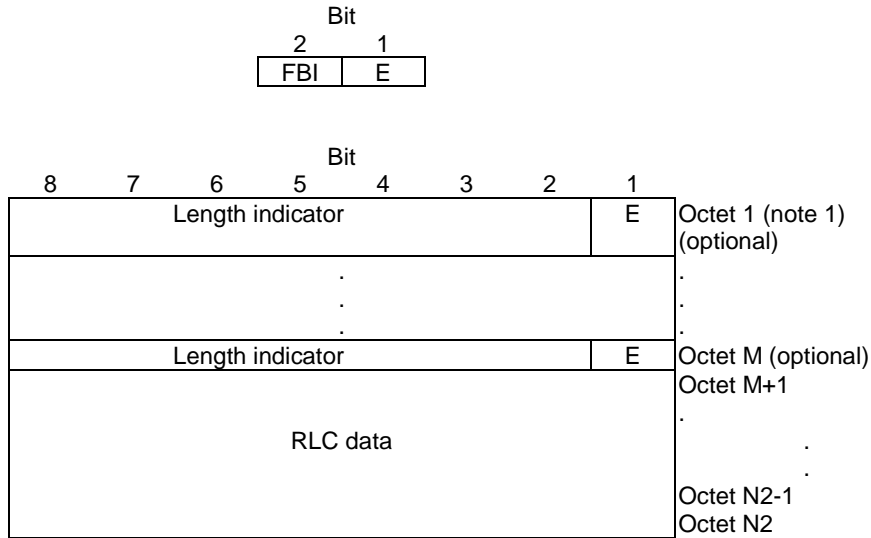 Bit
2 1
FBI E
Bit
8 7 6 5 4 3 2 1
Length indicator E Octet 1 (note 1)
(optional)
. .
. .
. .
Length indicator E Octet M (optional)
Octet M+1
.
RLC data .
.
Octet N2-1
Octet N2